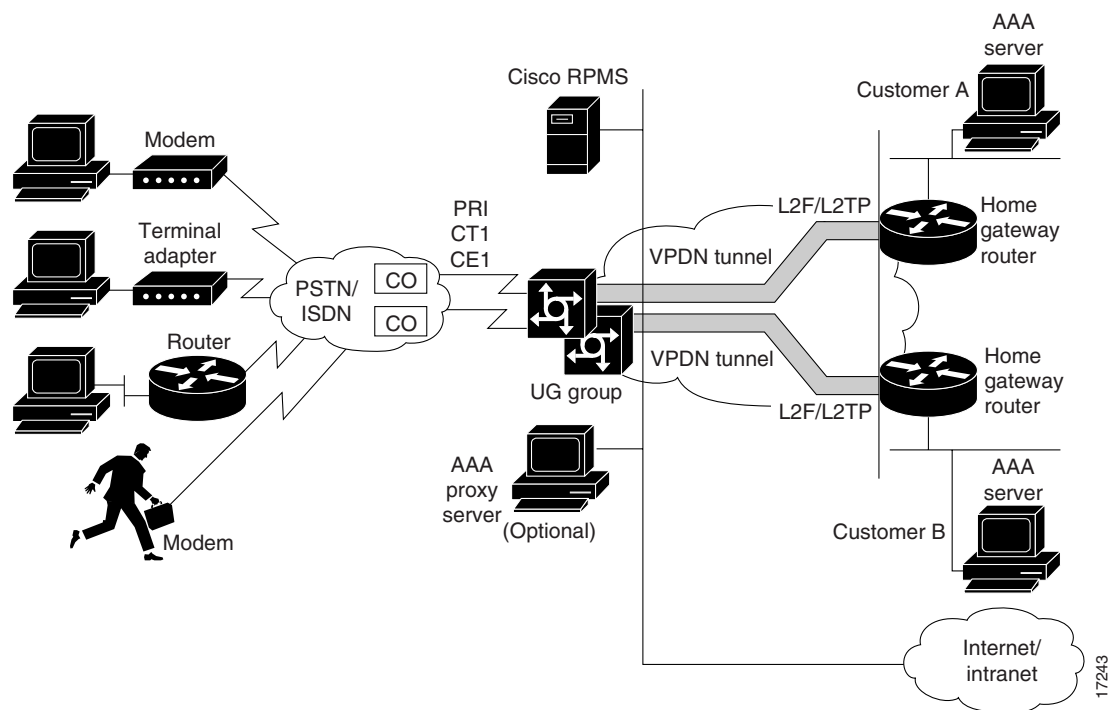 AAA
server
Cisco RPMS
Customer A
Modem
PRI
CT1
CE1
L2F/L2TP
Home
gateway
router
Terminal
adapter
VPDN tunnel
PSTN/
ISDN
CO
CO
Router
VPDN tunnel
Home
gateway
router
UG group
L2F/L2TP
AAA
proxy
server
(Optional)
AAA
server
Customer B
Modem
Internet/
intranet
17243